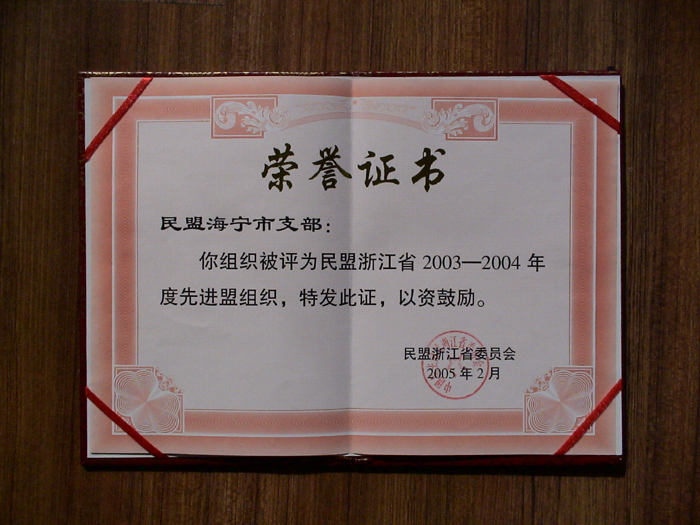 荣誉证书
民盟海宁市支部：
你组织被评为民盟浙江省 2003—2004 年
度先进盟组织，特发此证，以资鼓励。
民盟浙江省委员会
2005 年 2 月